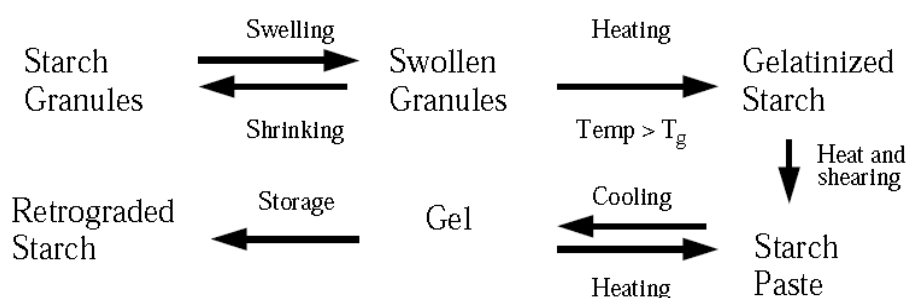 Swelling
Heating
Starch
Granules
Swollen
Granules
Gelatinized
Starch
Shrinking
Temp > Tg
Heat and
shearing
Retrograded
Starch
Storage
Gel
Cooling
Starch
Paste
Heating